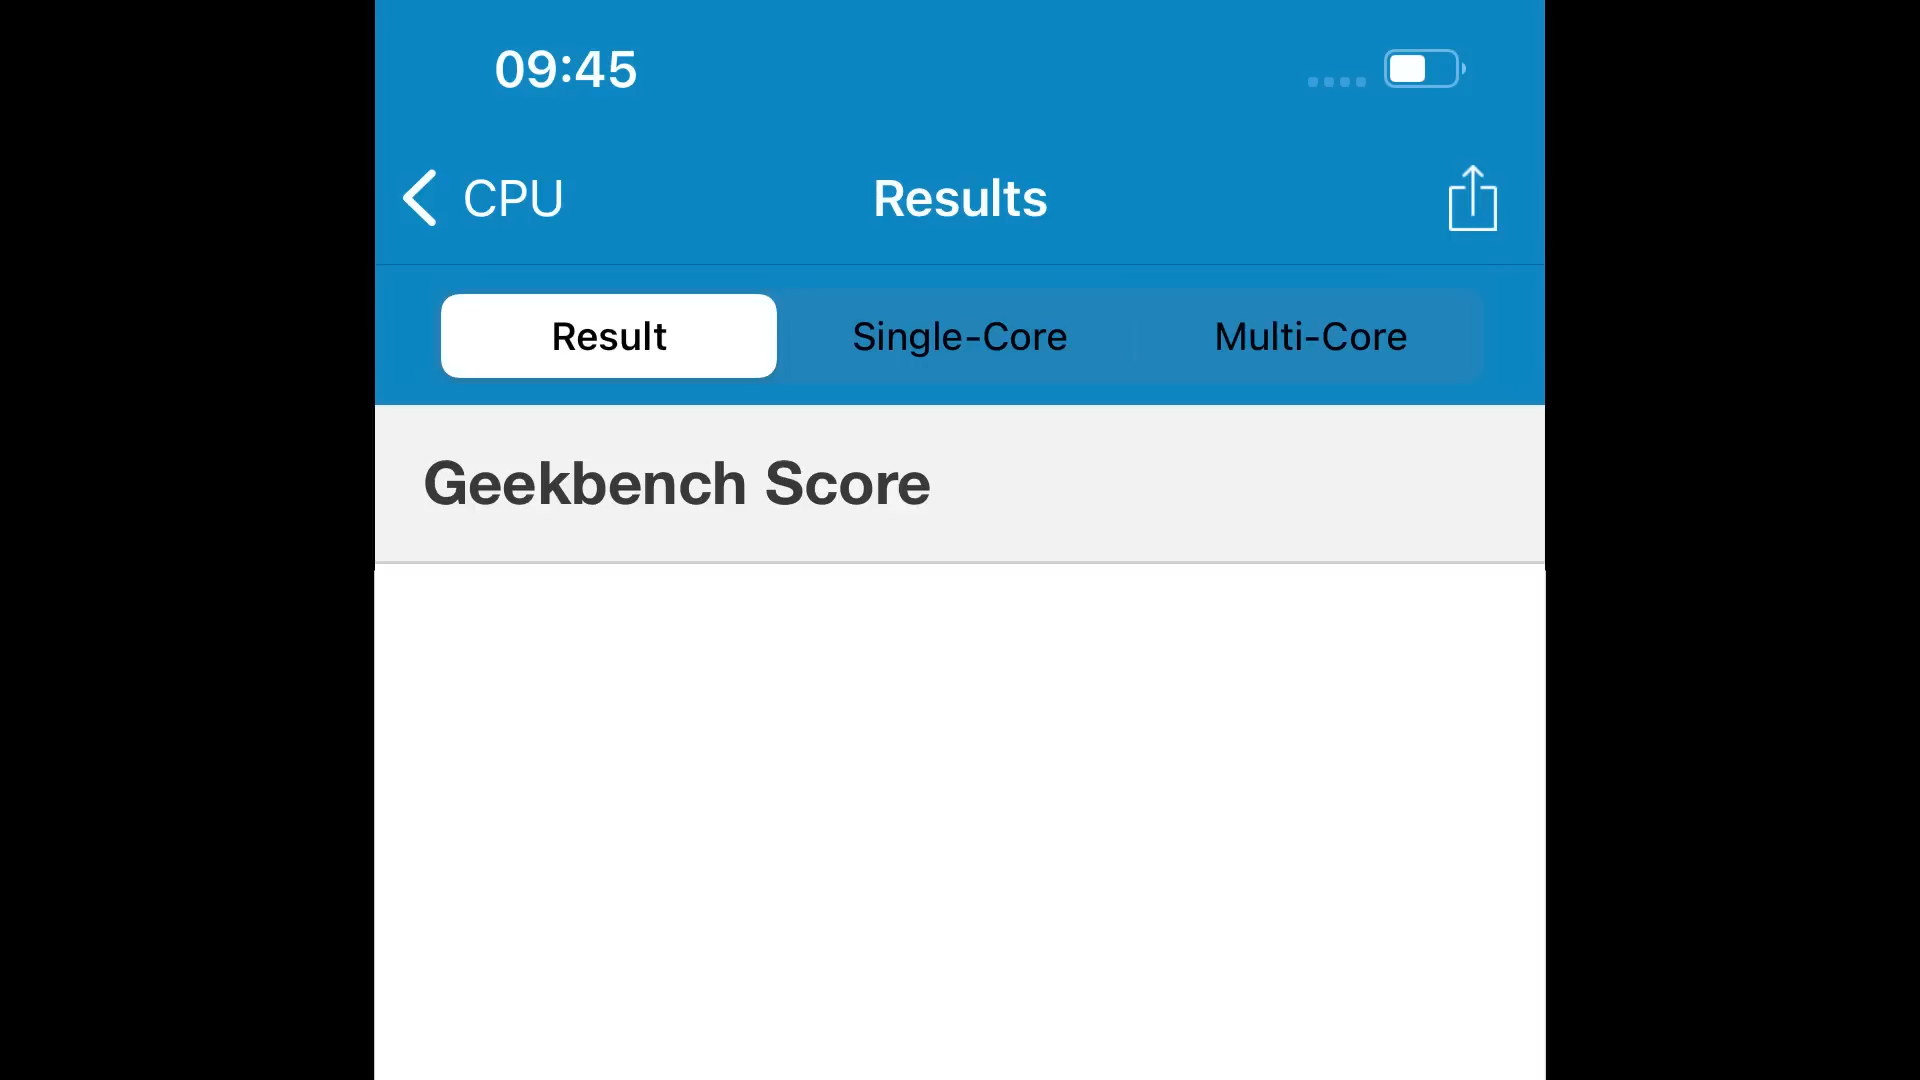 09:45
CPU
Results
Result
Single-Core
Multi-Core
Geekbench Score